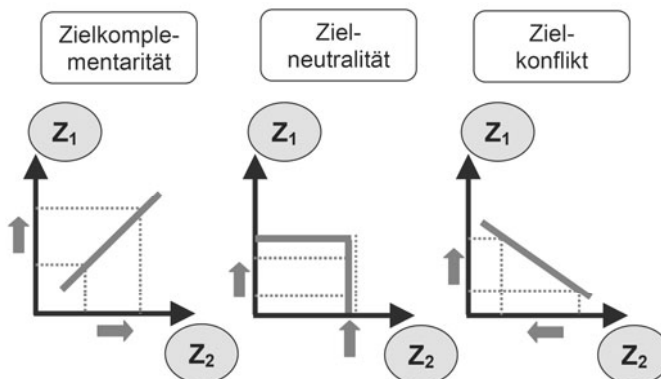 Zielkomple-
mentarität
Ziel-
neutralität
Ziel-
konflikt
Z₁
Z₁
Z₁
Z₂
Z₂
Z₂